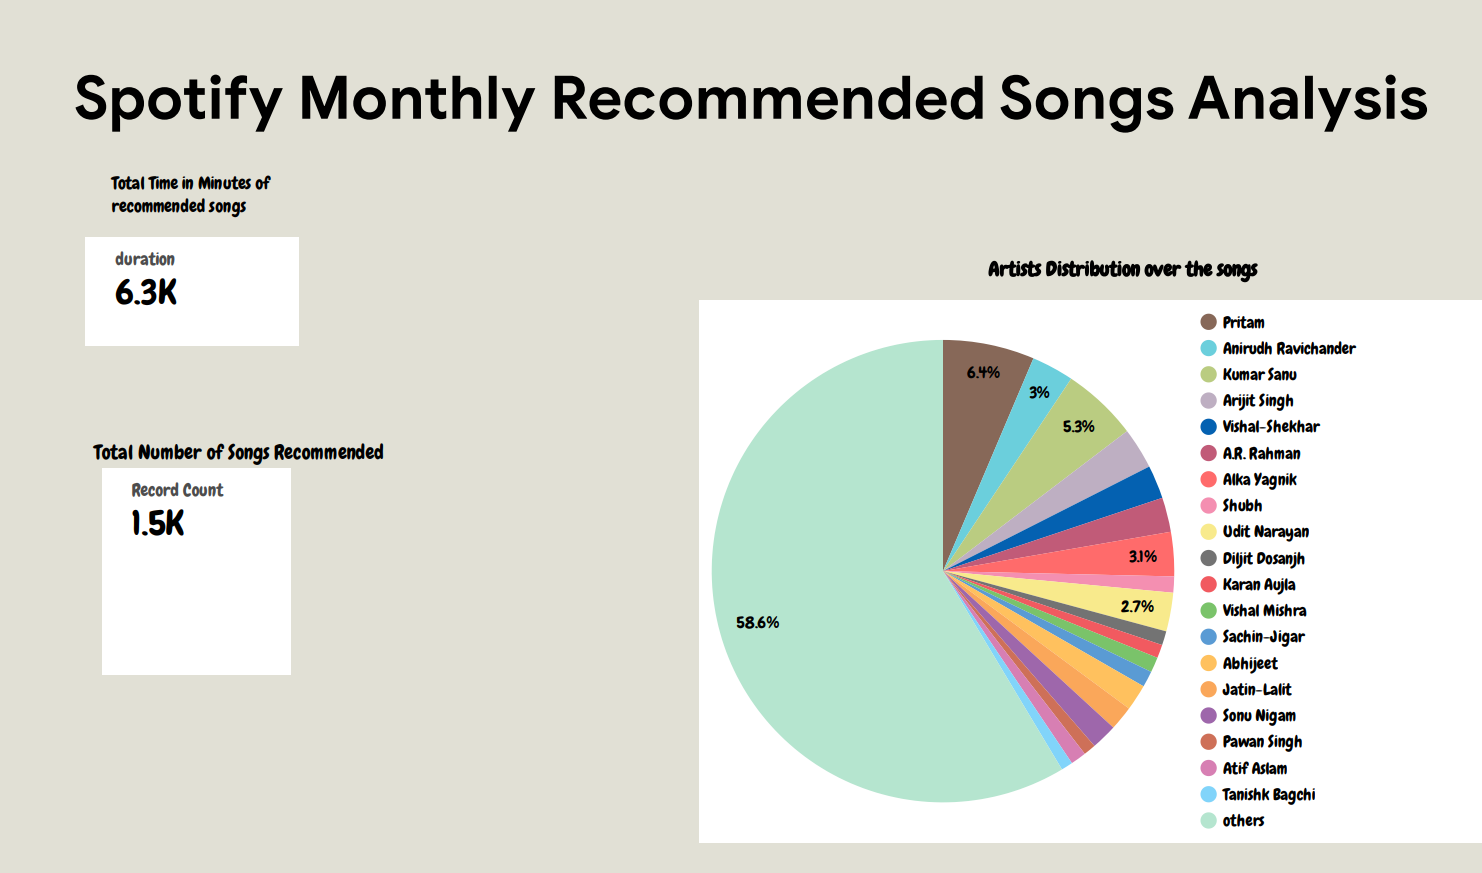 Spotify Monthly Recommended Songs Analysis
Total Time in Minutes of
recommended songs
duration
6.3K
Total Number of Songs Recommended
Record Count
1.5K
Artists Distribution over the songs
6.4%
3%
5.3%
3.1%
2.7%
58.6%
Pritam
Anirudh Ravichander
Kumar Sanu
Arijit Singh
Vishal-Shekhar
A.R. Rahman
Alka Yagnik
Shubh
Udit Narayan
Diljit Dosanjh
Karan Aujla
Vishal Mishra
Sachin-Jigar
Abhijeet
Jatin-Lalit
Sonu Nigam
Pawan Singh
Atif Aslam
Tanishk Bagchi
others